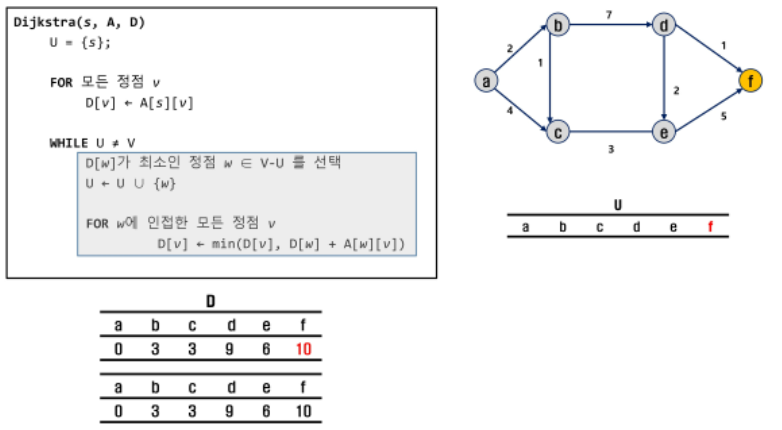 Dijkstra(s, A, D)
U = {s};
FOR 모든 정점 v
D[v] ← A[s][v]
WHILE U ≠ V
D[w]가 최소인 정점 w ∈ V-U 를 선택
U ← U ∪ {w}
FOR w에 인접한 모든 정점 v
D[v] ← min(D[v], D[w] + A[w][v])
b 7 d
2 1 1
a 2 f
4 5
c 3 e
U
a b c d e f
D
a b c d e f
0 3 3 9 6 10
a b c d e f
0 3 3 9 6 10